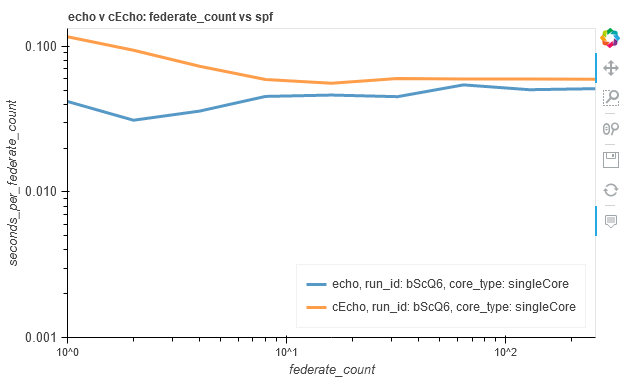 echo v cEcho: federate_count vs spf
0.100
0.010
0.001
seconds_per_federate_count
echo, run_id: bScQ6, core_type: singleCore
cEcho, run_id: bScQ6, core_type: singleCore
10^0
10^1
10^2
federate_count